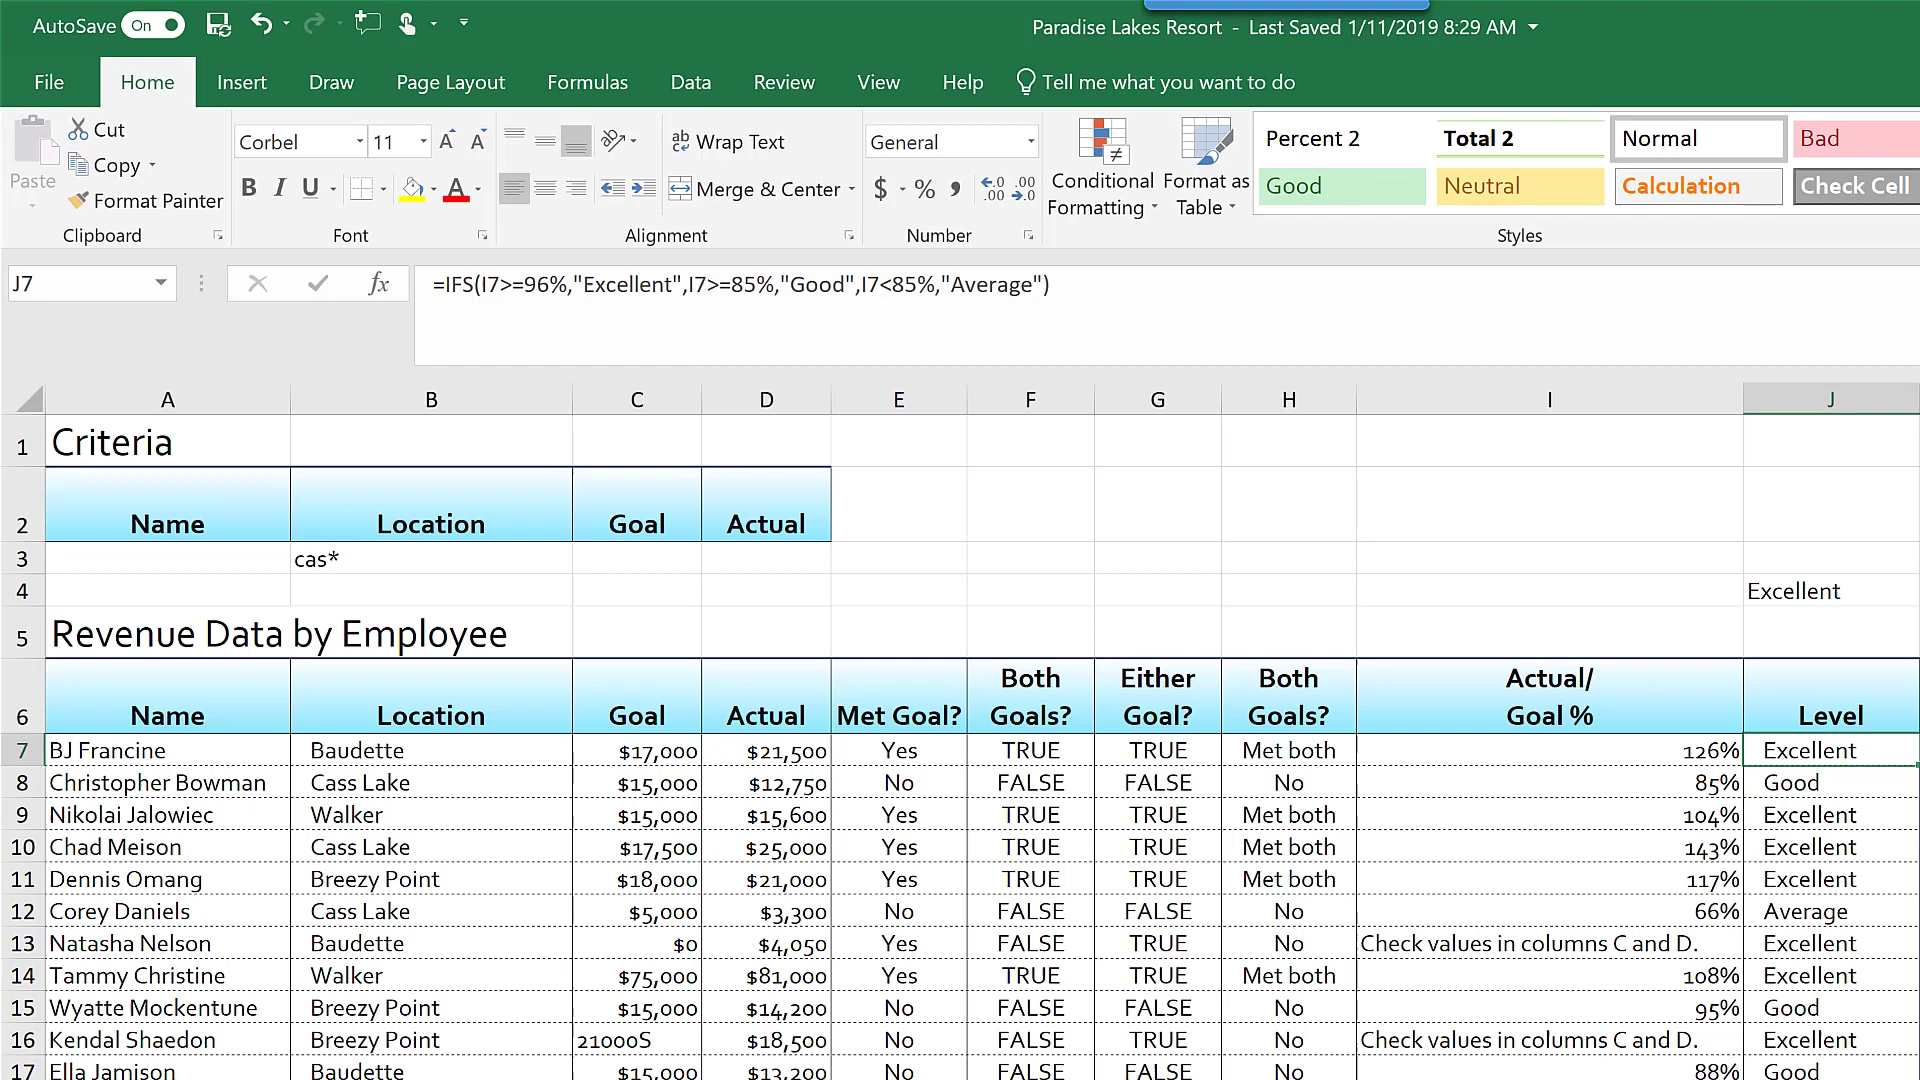 AutoSave On Paradise Lakes Resort - Last Saved 1/11/2019 8:29 AM
File Home Insert Draw Page Layout Formulas Data Review View Help Tell me what you want to do
Paste Cut Copy Format Painter
Corbel 11 B I U A
Wrap Text Merge & Center
General $ % , .00 .0
Conditional Formatting Format as Table
Percent 2 Total 2 Normal Bad
Good Neutral Calculation Check Cell
Clipboard Font Alignment Number Styles
J7 fx =IFS(I7>=96%,"Excellent",I7>=85%,"Good",I7<85%,"Average")
A B C D E F G H I J
1 Criteria
2 Name Location Goal Actual
3 cas*
4 Excellent
5 Revenue Data by Employee
6 Name Location Goal Actual Met Goal? Both Goals? Either Goal? Both Goals? Actual/ Goal % Level
7 BJ Francine Baudette $17,000 $21,500 Yes TRUE TRUE Met both 126% Excellent
8 Christopher Bowman Cass Lake $15,000 $12,750 No FALSE FALSE No 85% Good
9 Nikolai Jalowiec Walker $15,000 $15,600 Yes TRUE TRUE Met both 104% Excellent
10 Chad Meison Cass Lake $17,500 $25,000 Yes TRUE TRUE Met both 143% Excellent
11 Dennis Omang Breezy Point $18,000 $21,000 Yes TRUE TRUE Met both 117% Excellent
12 Corey Daniels Cass Lake $5,000 $3,300 No FALSE FALSE No 66% Average
13 Natasha Nelson Baudette $0 $4,050 Yes FALSE TRUE No Check values in columns C and D. Excellent
14 Tammy Christine Walker $75,000 $81,000 Yes TRUE TRUE Met both 108% Excellent
15 Wyatte Mockentune Breezy Point $15,000 $14,200 No FALSE FALSE No 95% Good
16 Kendal Shaedon Breezy Point 21000S $18,500 No FALSE TRUE No Check values in columns C and D. Excellent
17 Ella Jamison Baudette $15,000 $13,200 No FALSE FALSE No 88% Good